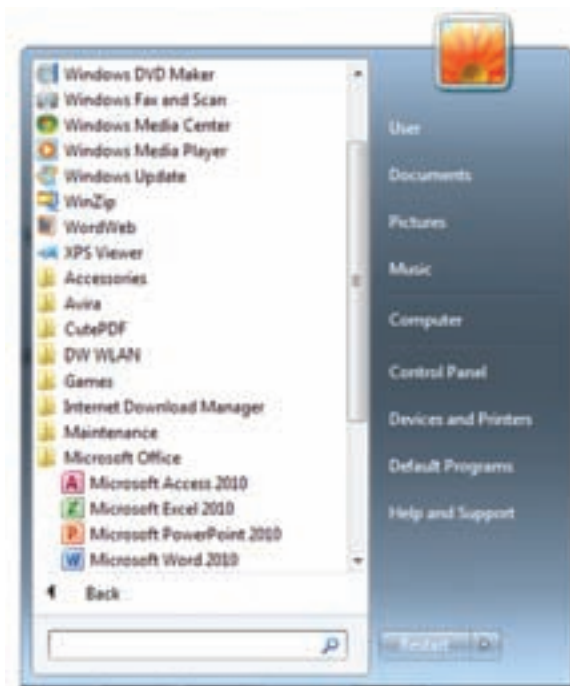 Windows DVD Maker
Windows Fax and Scan
Windows Media Center
Windows Media Player
Windows Update
WinZip
WordWeb
XPS Viewer
Accessories
Avira
CutePDF
DW WLAN
Games
Internet Download Manager
Maintenance
Microsoft Office
Microsoft Access 2010
Microsoft Excel 2010
Microsoft PowerPoint 2010
Microsoft Word 2010
Back
User
Documents
Pictures
Music
Computer
Control Panel
Devices and Printers
Default Programs
Help and Support
Restart